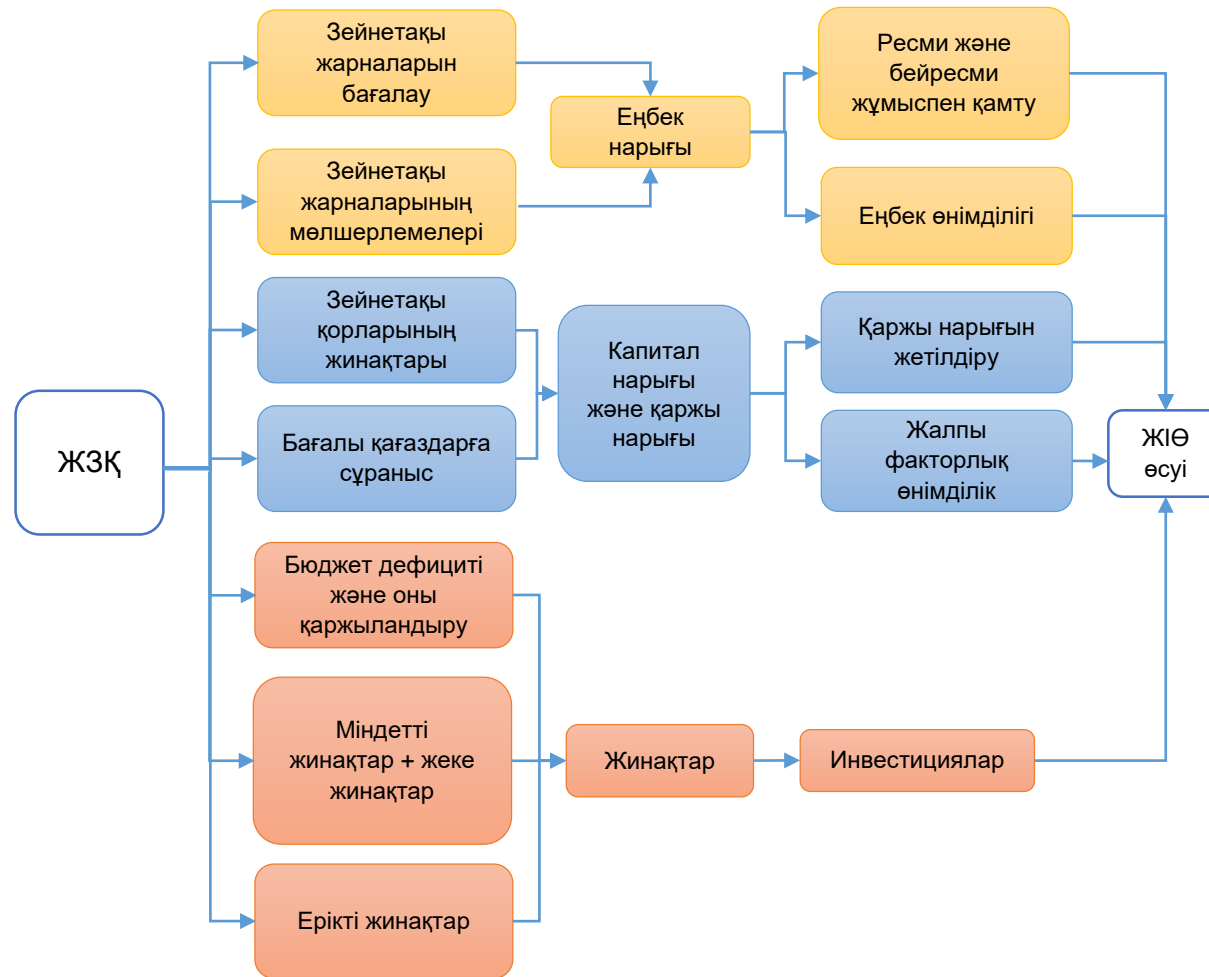 ЖЗҚ
Зейнетақы
жарналарын
бағалау
Зейнетақы
жарналарының
мөлшерлемелері
Еңбек
нарығы
Ресми және
бейресми
жұмыспен қамту
Еңбек өнімділігі
Зейнетақы
қорларының
жинақтары
Бағалы қағаздарға
сұраныс
Капитал
нарығы
және қаржы
нарығы
Қаржы нарығын
жетілдіру
Жалпы
факторлық
өнімділік
ЖІӨ
өсуі
Бюджет дефициті
және оны
қаржыландыру
Міндетті
жинақтар + жеке
жинақтар
Ерікті жинақтар
Жинақтар
Инвестициялар